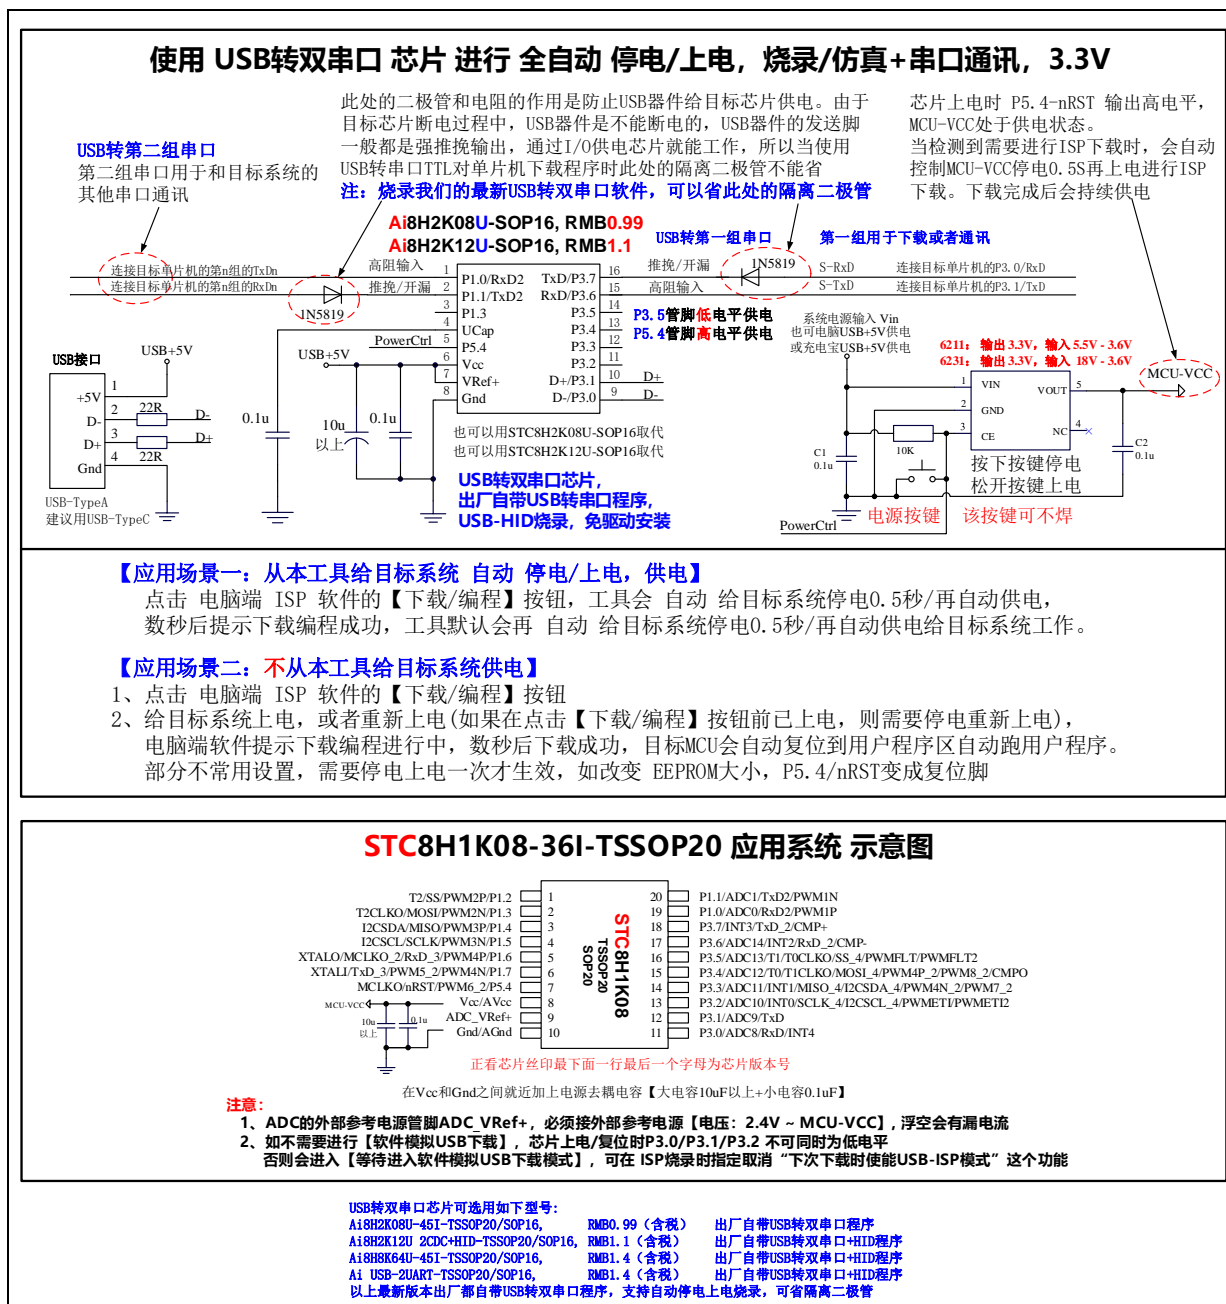 使用 USB转双串口 芯片 进行 全自动 停电/上电，烧录/仿真+串口通讯，3.3V
此处的二极管和电阻的作用是防止USB器件给目标芯片供电。由于
目标芯片断电过程中，USB器件是不能断电的，USB器件的发送脚
一般都是强推挽输出，通过I/O供电芯片就能工作，所以当使用
USB转串口TTL对单片机下载程序时此处的隔离二极管不能省
注：烧录我们的最新USB转双串口软件，可以省此处的隔离二极管
芯片上电时 P5.4-nRST 输出高电平，
MCU-VCC处于供电状态。
当检测到需要进行ISP下载时，会自动
控制MCU-VCC停电0.5S再上电进行ISP
下载。下载完成后会持续供电
USB转第二组串口
第二组串口用于和目标系统的
其他串口通讯
Ai8H2K08U-SOP16, RMB0.99
Ai8H2K12U-SOP16, RMB1.1
USB转第一组串口
第一组用于下载或者通讯
连接目标单片机的第n组的TxDn
连接目标单片机的第n组的RxDn
高阻输入
推挽/开漏
1N5819
1
2
3
4
5
6
7
8
P1.0/RxD2
P1.1/TxD2
P1.3
UCap
P5.4
Vcc
VRef+
Gnd
TxD/P3.7
RxD/P3.6
P3.5
P3.4
P3.3
P3.2
D+/P3.1
D-/P3.0
16
15
14
13
12
11
10
9
推挽/开漏
高阻输入
1N5819
S-RxD
S-TxD
连接目标单片机的P3.0/RxD
连接目标单片机的P3.1/TxD
P3.5管脚低电平供电
P5.4管脚高电平供电
D+
D-
PowerCtrl
USB+5V
0.1u
10u
以上
0.1u
USB接口
USB+5V
+5V
D-
D+
Gnd
1
2
3
4
22R
22R
D-
D+
USB-TypeA
建议用USB-TypeC
也可以用STC8H2K08U-SOP16取代
也可以用STC8H2K12U-SOP16取代
USB转双串口芯片，
出厂自带USB转串口程序，
USB-HID烧录，免驱动安装
系统电源输入 Vin
也可电脑USB+5V供电
或充电宝USB+5V供电
6211：输出 3.3V，输入 5.5V - 3.6V
6231：输出 3.3V，输入 18V - 3.6V
MCU-VCC
1
2
3
VIN
GND
CE
VOUT
NC
5
4
10K
C1
0.1u
C2
0.1u
按下按键停电
松开按键上电
电源按键
该按键可不焊
PowerCtrl
【应用场景一：从本工具给目标系统 自动 停电/上电，供电】
点击 电脑端 ISP 软件的【下载/编程】按钮，工具会 自动 给目标系统停电0.5秒/再自动供电，
数秒后提示下载编程成功，工具默认会再 自动 给目标系统停电0.5秒/再自动供电给目标系统工作。
【应用场景二：不从本工具给目标系统供电】
1、点击 电脑端 ISP 软件的【下载/编程】按钮
2、给目标系统上电，或者重新上电(如果在点击【下载/编程】按钮前已上电，则需要停电重新上电)，
电脑端软件提示下载编程进行中，数秒后下载成功，目标MCU会自动复位到用户程序区自动跑用户程序。
部分不常用设置，需要停电上电一次才生效，如改变 EEPROM大小，P5.4/nRST变成复位脚
STC8H1K08-36I-TSSOP20 应用系统 示意图
T2/SS/PWM2P/P1.2 1
T2CLKO/MOSI/PWM2N/P1.3 2
I2CSDA/MISO/PWM3P/P1.4 3
I2CSCL/SCLK/PWM3N/P1.5 4
XTALO/MCLKO_2/RxD_3/PWM4P/P1.6 5
XTALI/TxD_3/PWM5_2/PWM4N/P1.7 6
MCLKO/nRST/PWM6_2/P5.4 7
Vcc/AVcc 8
ADC_VRef+ 9
Gnd/AGnd 10
STC8H1K08
TSSOP20
SOP20
20 P1.1/ADC1/TxD2/PWM1N
19 P1.0/ADC0/RxD2/PWM1P
18 P3.7/INT3/TxD_2/CMP+
17 P3.6/ADC14/INT2/RxD_2/CMP-
16 P3.5/ADC13/T1/T0CLKO/SS_4/PWMFLT/PWMFLT2
15 P3.4/ADC12/T0/T1CLKO/MOSI_4/PWM4P_2/PWM8_2/CMPO
14 P3.3/ADC11/INT1/MISO_4/I2CSDA_4/PWM4N_2/PWM7_2
13 P3.2/ADC10/INT0/SCLK_4/I2CSCL_4/PWMETI/PWMETI2
12 P3.1/ADC9/TxD
11 P3.0/ADC8/RxD/INT4
MCU-VCC
10u
以上
0.1u
正看芯片丝印最下面一行最后一个字母为芯片版本号
在Vcc和Gnd之间就近加上电源去耦电容【大电容10uF以上+小电容0.1uF】
注意：
1、ADC的外部参考电源管脚ADC_VRef+，必须接外部参考电源【电压：2.4V ~ MCU-VCC】, 浮空会有漏电流
2、如不需要进行【软件模拟USB下载】，芯片上电/复位时P3.0/P3.1/P3.2 不可同时为低电平
否则会进入【等待进入软件模拟USB下载模式】，可在 ISP烧录时指定取消 “下次下载时使能USB-ISP模式” 这个功能
USB转双串口芯片可选用如下型号：
Ai8H2K08U-45I-TSSOP20/SOP16, RMB0.99（含税） 出厂自带USB转双串口程序
Ai8H2K12U 2CDC+HID-TSSOP20/SOP16, RMB1.1（含税） 出厂自带USB转双串口+HID程序
Ai8H8K64U-45I-TSSOP20/SOP16, RMB1.4（含税） 出厂自带USB转双串口+HID程序
Ai USB-2UART-TSSOP20/SOP16, RMB1.4（含税） 出厂自带USB转双串口+HID程序
以上最新版本出厂都自带USB转双串口程序，支持自动停电上电烧录，可省隔离二极管